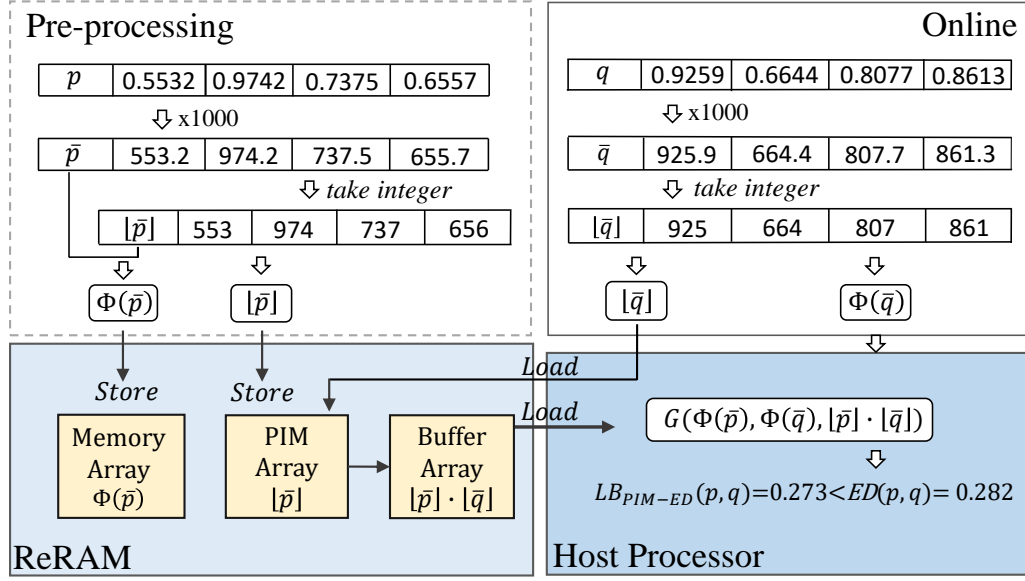 Pre-processing
p 0.5532 0.9742 0.7375 0.6557
x1000
p̄ 553.2 974.2 737.5 655.7
take integer
⌊p̄⌋ 553 974 737 656
Φ(p̄) ⌊p̄⌋
Online
q 0.9259 0.6644 0.8077 0.8613
x1000
q̄ 925.9 664.4 807.7 861.3
take integer
⌊q̄⌋ 925 664 807 861
⌊q̄⌋ Φ(q̄)
Store Store
Load
Load
Memory
Array
Φ(p̄)
PIM
Array
⌊p̄⌋
Buffer
Array
⌊p̄⌋ · ⌊q̄⌋
ReRAM
G(Φ(p̄), Φ(q̄), ⌊p̄⌋ · ⌊q̄⌋)
LB_{PIM−ED}(p, q)=0.273<ED(p, q)= 0.282
Host Processor